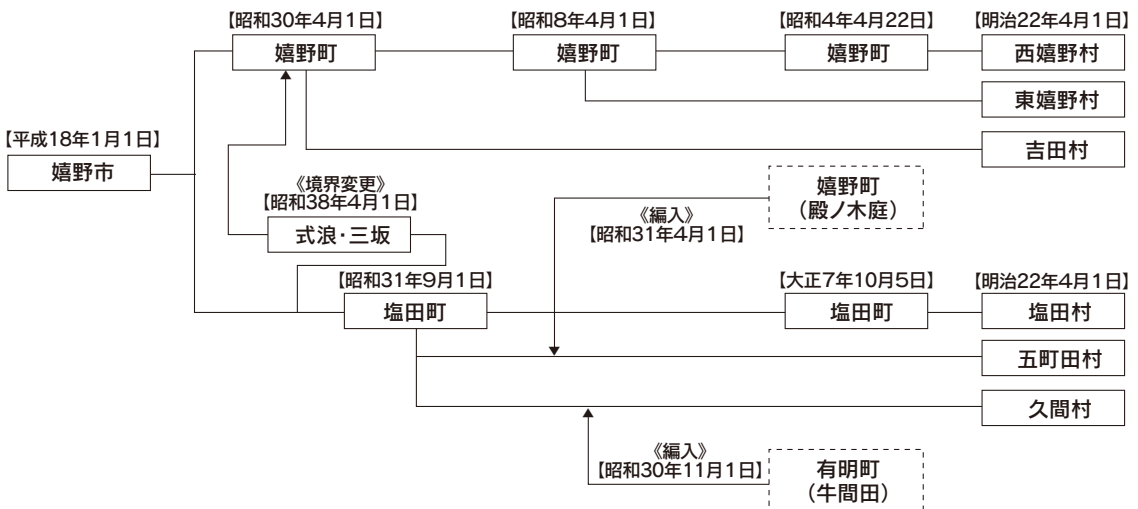 【昭和30年4月1日】
嬉野町
【昭和8年4月1日】
嬉野町
【昭和4年4月22日】
嬉野町
【明治22年4月1日】
西嬉野村
東嬉野村
吉田村
【平成18年1月1日】
嬉野市
《境界変更》
【昭和38年4月1日】
式浪・三坂
嬉野町
（殿ノ木庭）
《編入》
【昭和31年4月1日】
【昭和31年9月1日】
塩田町
【大正7年10月5日】
塩田町
【明治22年4月1日】
塩田村
五町田村
久間村
《編入》
【昭和30年11月1日】
有明町
（牛間田）